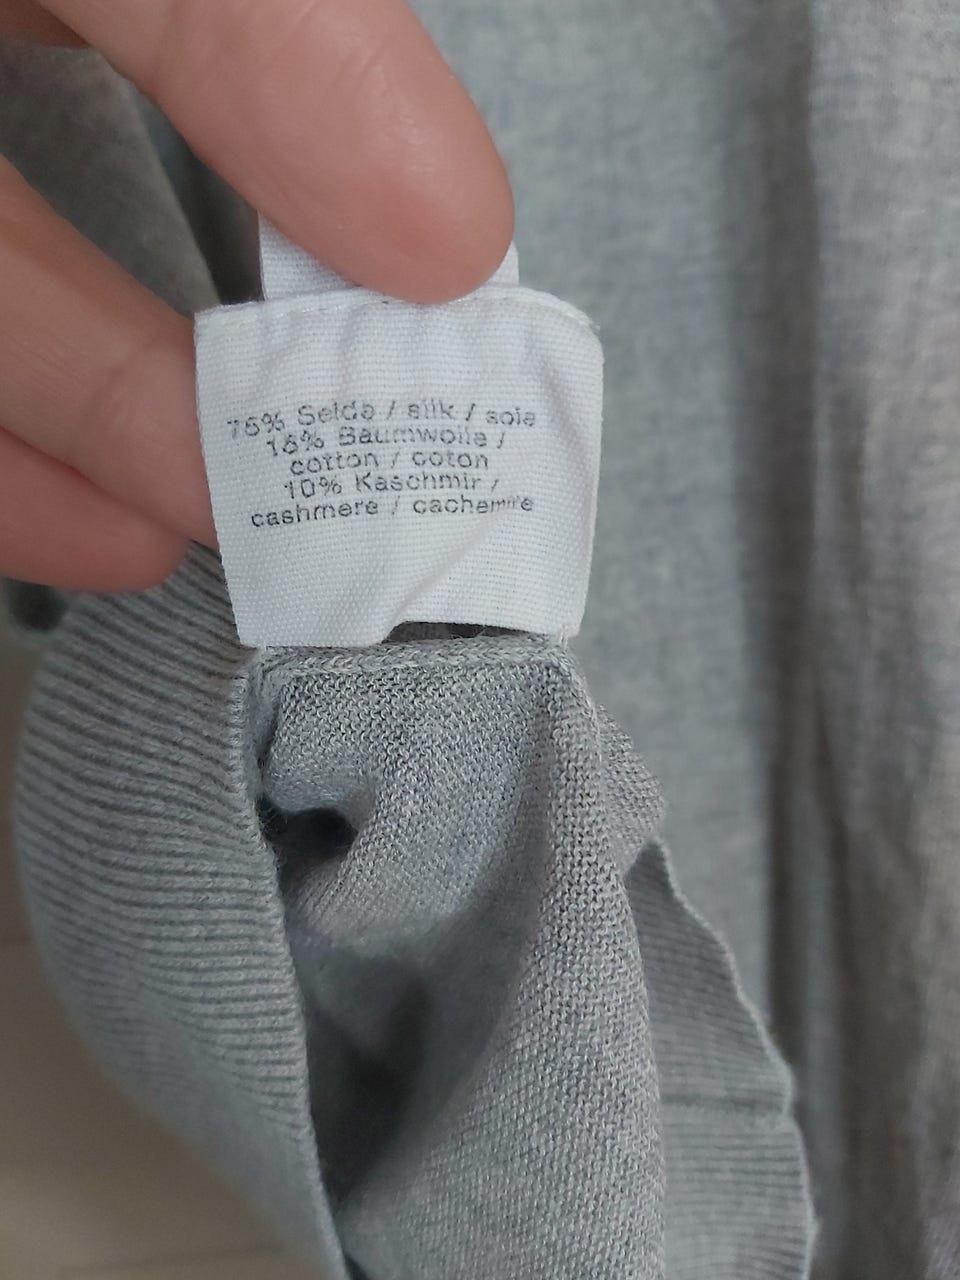 75% Seide / silk / soie
15% Baumwolle /
cotton / coton
10% Kaschmir /
cashmere / cachemire